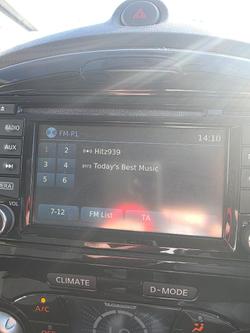 FM-P1
14:10
1 2
3 4
5 6
Hitz939
Today's Best Music
7-12 FM List TA
RADIO
AUX
CAMERA
VOL
CLIMATE D-MODE
A/C